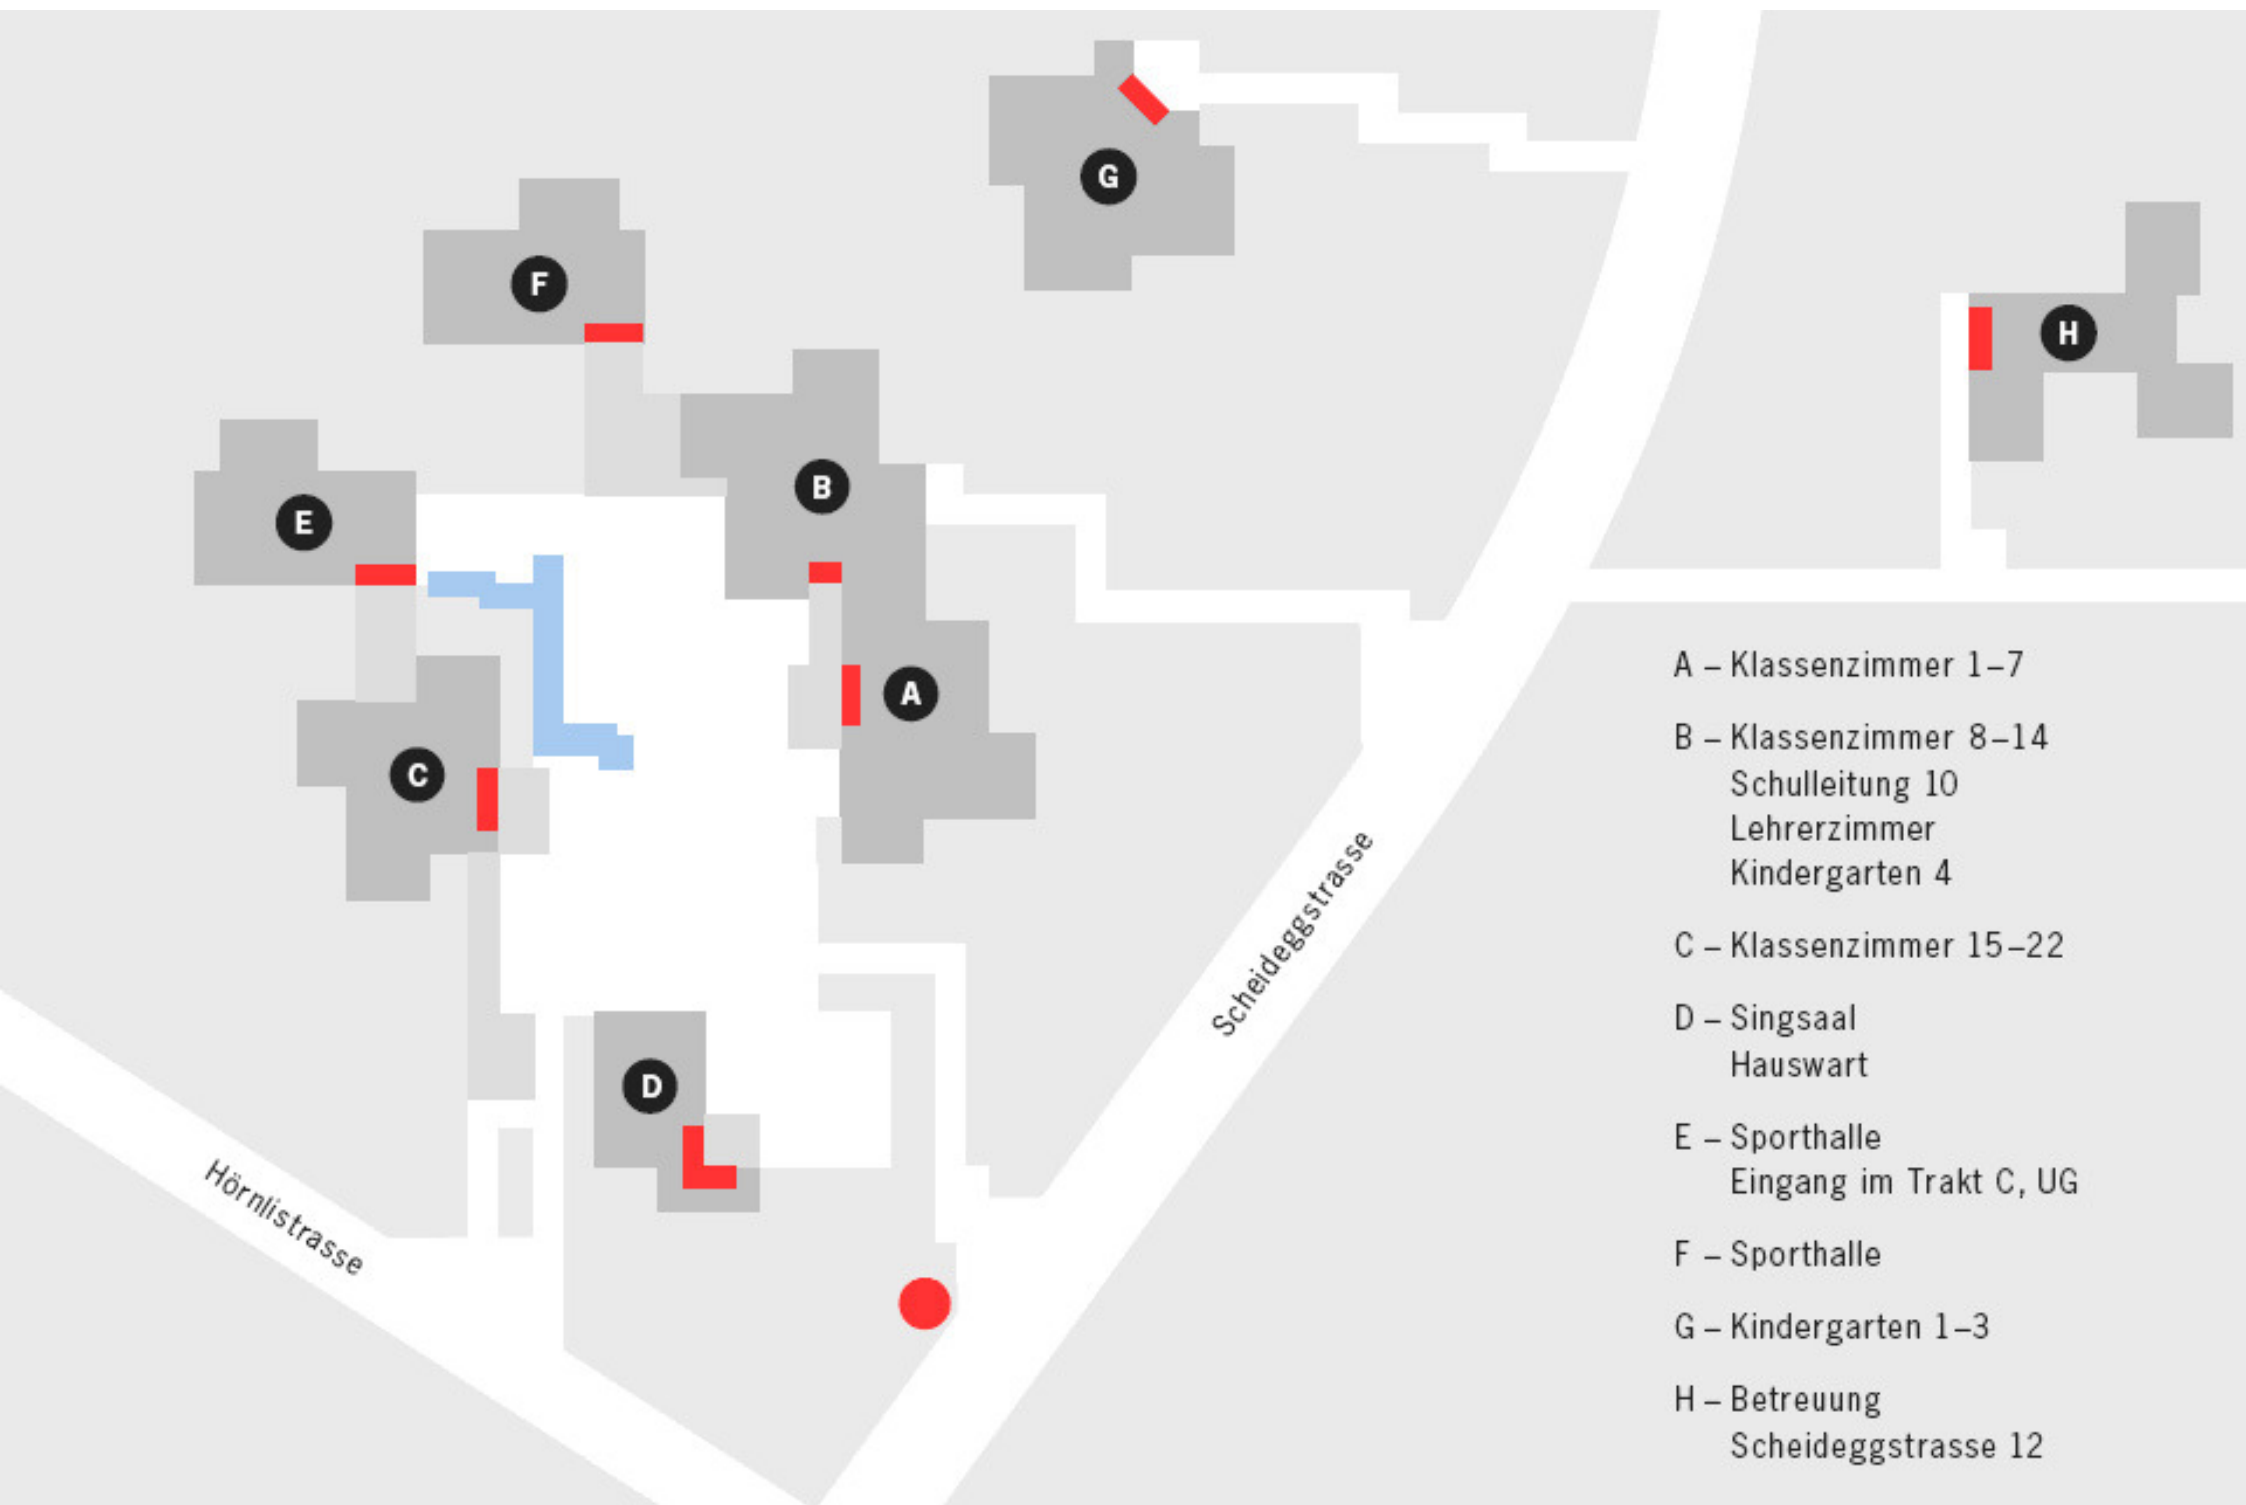 G
F
H
B
E
A
C
D
Scheideggstrasse
Hörnlistrasse
A – Klassenzimmer 1–7
B – Klassenzimmer 8–14
Schulleitung 10
Lehrerzimmer
Kindergarten 4
C – Klassenzimmer 15–22
D – Singsaal
Hauswart
E – Sporthalle
Eingang im Trakt C, UG
F – Sporthalle
G – Kindergarten 1–3
H – Betreuung
Scheideggstrasse 12